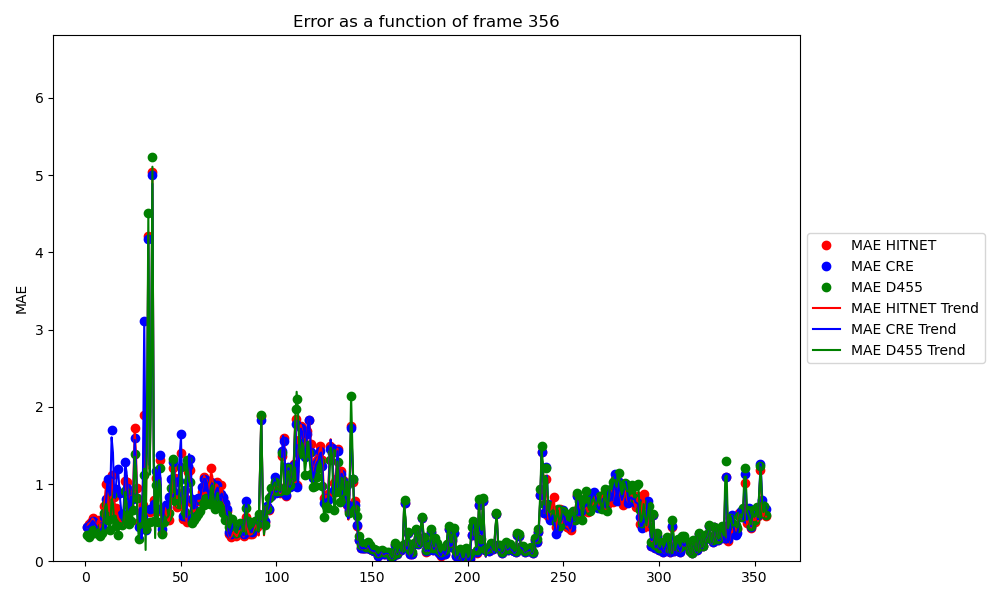 Error as a function of frame 356
MAE
6
5
4
3
2
1
0
0
50
100
150
200
250
300
350
MAE HITNET
MAE CRE
MAE D455
MAE HITNET Trend
MAE CRE Trend
MAE D455 Trend